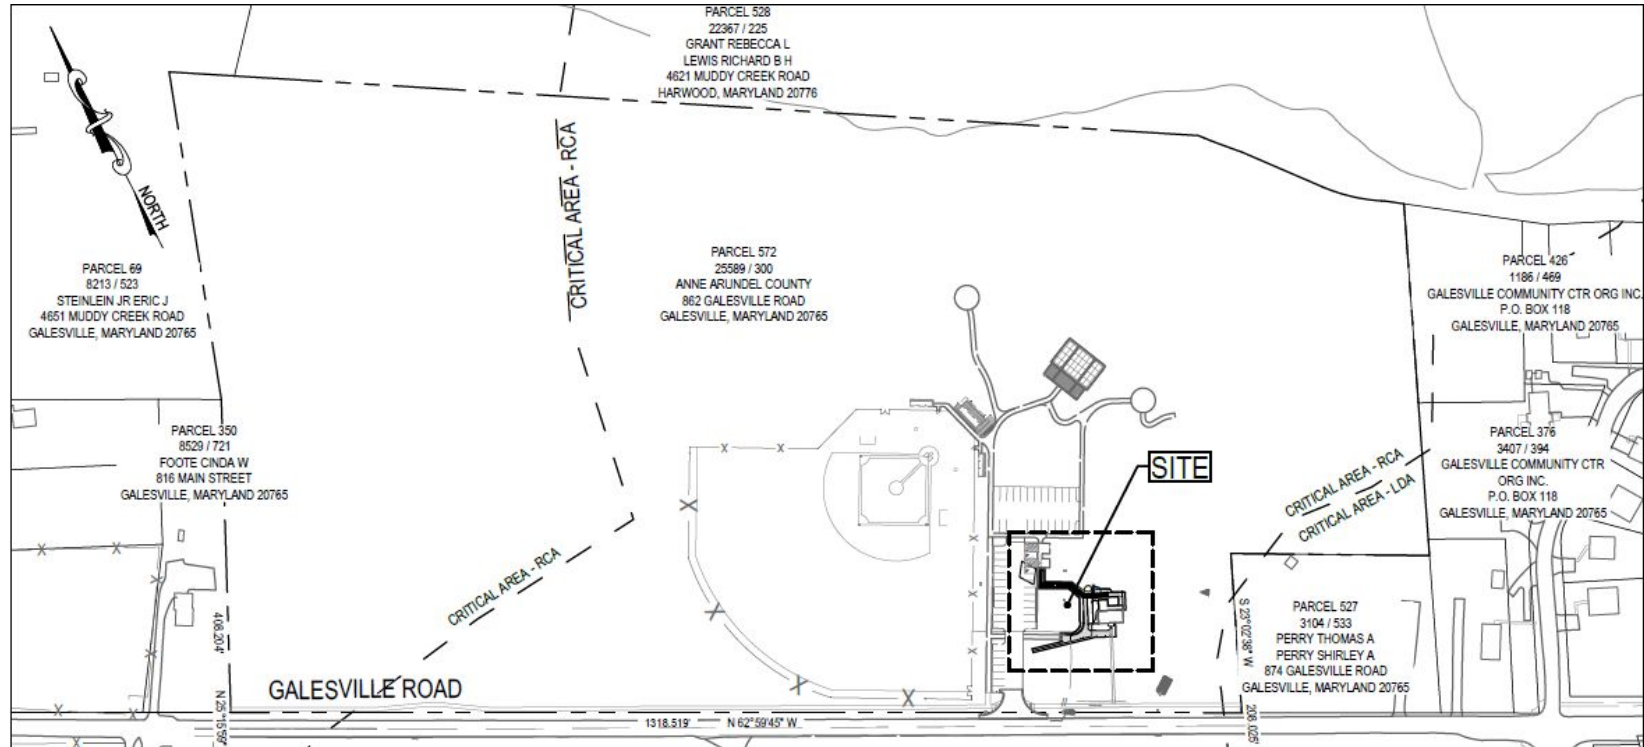 PARCEL 528
22367 / 225
GRANT REBECCA L
LEWIS RICHARD B H
4621 MUDDY CREEK ROAD
HARWOOD, MARYLAND 20776
NORTH
CRITICAL AREA - RCA
PARCEL 69
8213 / 523
STEINLEIN JR ERIC J
4651 MUDDY CREEK ROAD
GALESVILLE, MARYLAND 20765
PARCEL 572
25589 / 300
ANNE ARUNDEL COUNTY
862 GALESVILLE ROAD
GALESVILLE, MARYLAND 20765
PARCEL 426
1186 / 469
GALESVILLE COMMUNITY CTR ORG INC.
P.O. BOX 118
GALESVILLE, MARYLAND 20765
PARCEL 350
8529 / 721
FOOTE CINDA W
816 MAIN STREET
GALESVILLE, MARYLAND 20765
SITE
CRITICAL AREA - RCA
CRITICAL AREA - LDA
PARCEL 376
3407 / 394
GALESVILLE COMMUNITY CTR
ORG INC.
P.O. BOX 118
GALESVILLE, MARYLAND 20765
CRITICAL AREA - RCA
PARCEL 527
3104 / 533
PERRY THOMAS A
PERRY SHIRLEY A
874 GALESVILLE ROAD
GALESVILLE, MARYLAND 20765
S 23°02'38" W
206.025'
406.204'
N 25°15'59"
GALESVILLE ROAD
1318.519' N 62°59'45" W